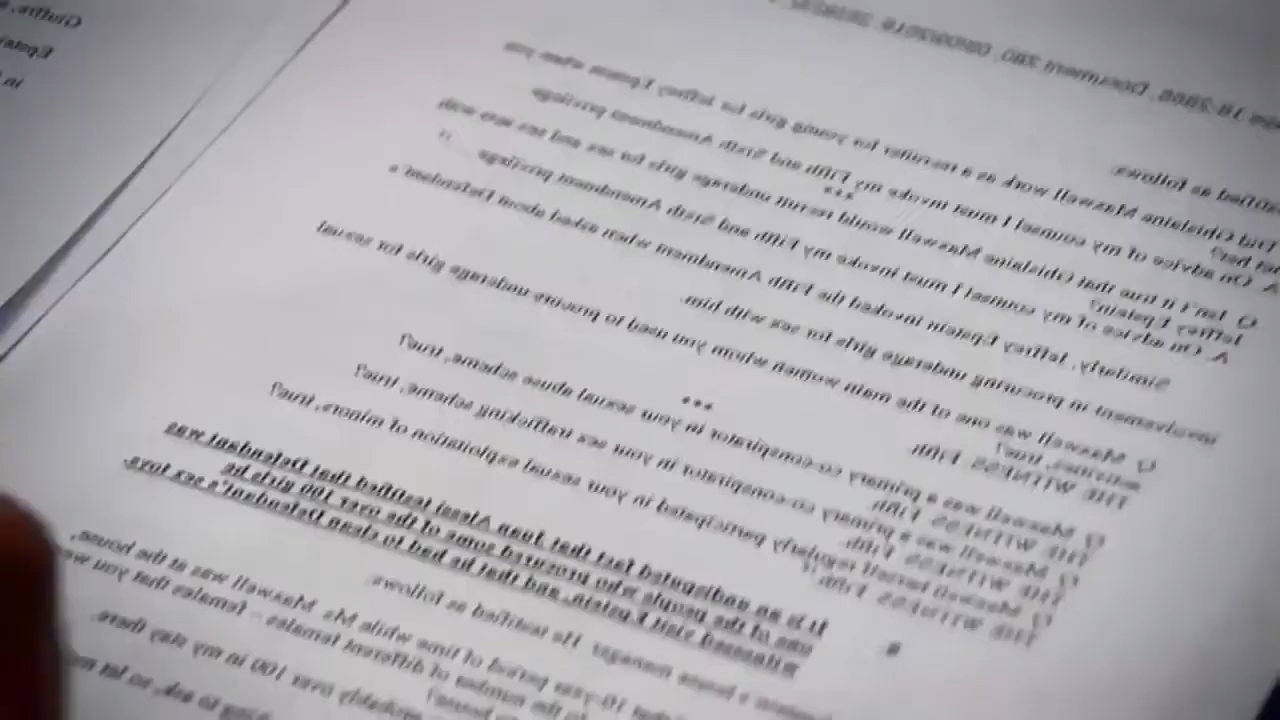 18-2868, Document 280, 08/09/2019, 2628232,
testified as follows:
Did Ghislaine Maxwell work as a recruiter for young girls for Jeffrey Epstein when you
met her?
A. On advice of my counsel I must invoke my Fifth and Sixth Amendment privilege.
***
Q. Isn't it true that Ghislaine Maxwell would recruit underage girls for sex and sex acts with
Jeffrey Epstein?
A. On advice of my counsel I must invoke my Fifth and Sixth Amendment privilege.
Similarly, Jeffrey Epstein invoked the Fifth Amendment when asked about Defendant's
involvement in procuring underage girls for sex with him.
Q. Maxwell was one of the main women whom you used to procure underage girls for sexual
activities, true?
THE WITNESS: Fifth.
***
Q. Maxwell was a primary co-conspirator in your sexual abuse scheme, true?
THE WITNESS: Fifth.
Q. Maxwell was a primary co-conspirator in your sex trafficking scheme, true?
THE WITNESS: Fifth.
Q. Maxwell herself regularly participated in your sexual exploitation of minors, true?
THE WITNESS: Fifth.
It is an undisputed fact that Juan Alessi testified that Defendant was
one of the people who procured some of the over 100 girls he
witnessed visit Epstein, and that he had to clean Defendant's sex toys.
house manager. He testified as follows:
10-year period of time while Ms. Maxwell was at the house,
to the number of different females – females that you
over 100 in my stay there.